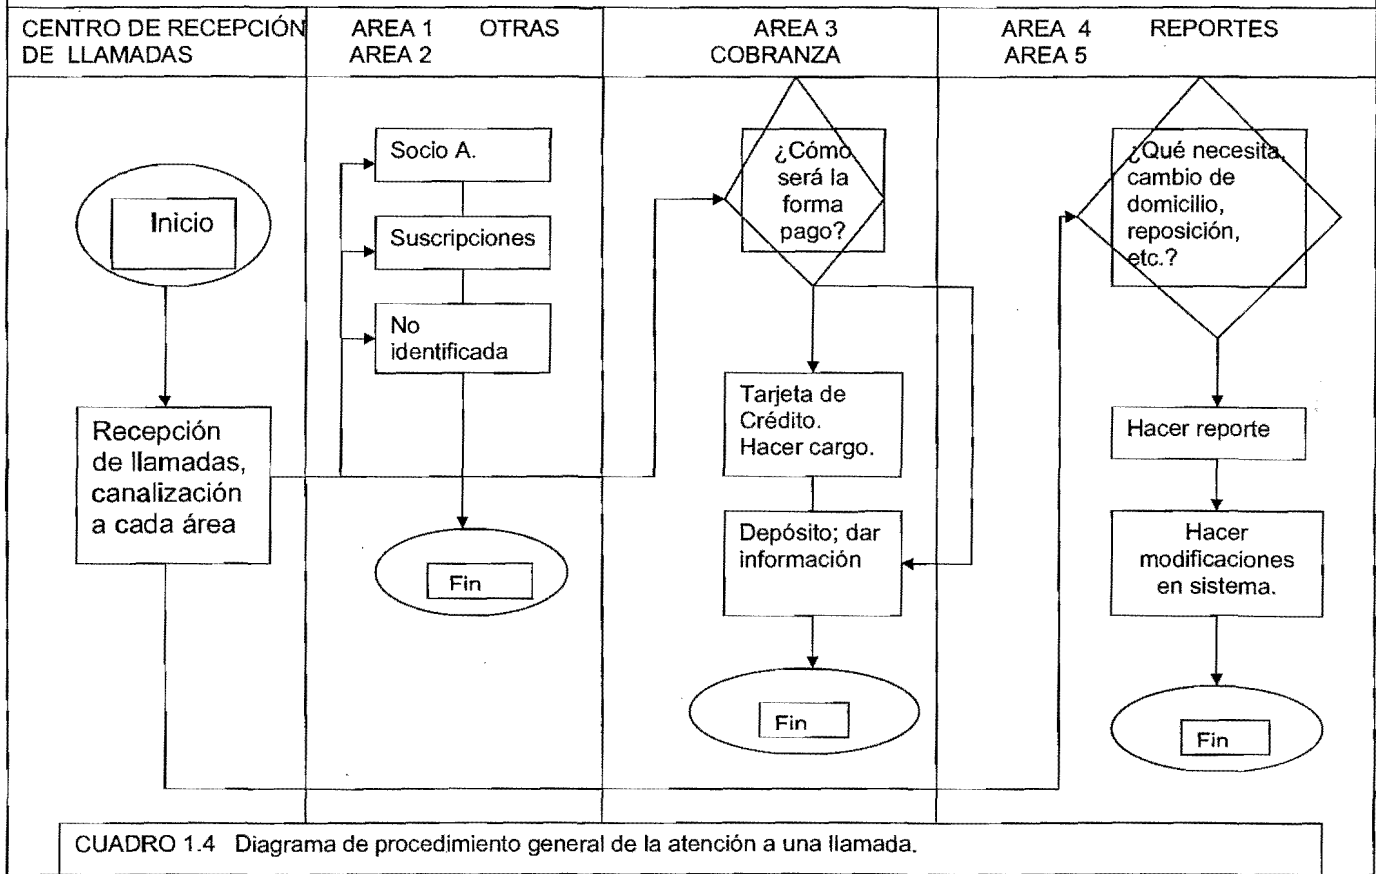 CENTRO DE RECEPCIÓN
DE LLAMADAS
AREA 1 OTRAS
AREA 2
AREA 3
COBRANZA
AREA 4 REPORTES
AREA 5
Inicio
Recepción
de llamadas,
canalización
a cada área
Socio A.
Suscripciones
No
identificada
Fin
¿Cómo
será la
forma
pago?
Tarjeta de
Crédito.
Hacer cargo.
Depósito; dar
información
Fin
¿Qué necesita,
cambio de
domicilio,
reposición,
etc.?
Hacer reporte
Hacer
modificaciones
en sistema.
Fin
CUADRO 1.4 Diagrama de procedimiento general de la atención a una llamada.